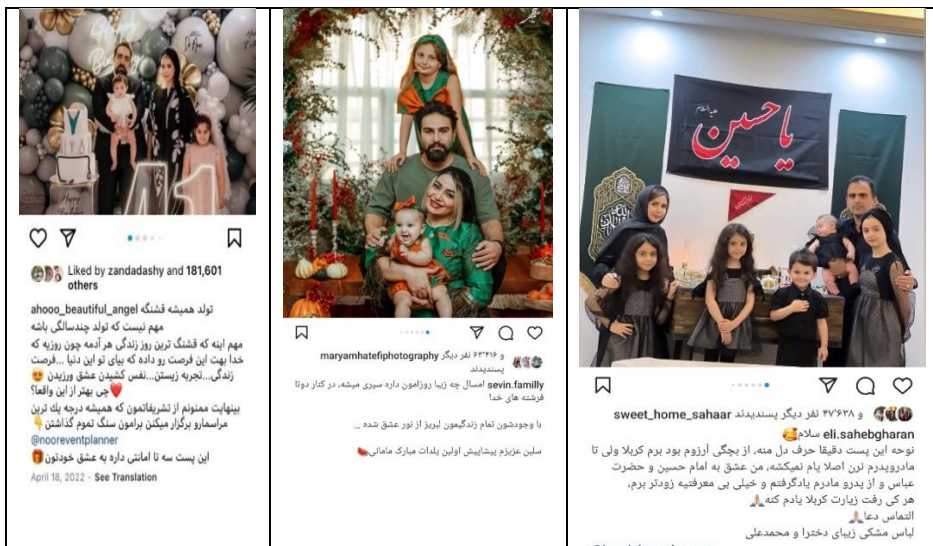 Liked by zandadashy and 181,601
others
ahooo_beautiful_angel تولد همیشه قشنگه
مهم نیست که تولد چندسالگی باشه
مهم اینه که قشنگ ترین روز زندگی هر آدمه چون روزیه که
خدا بهت این فرصت رو داده که بیای تو این دنیا ...فرصت
زندگی...تجربه زیستن...نفس کشیدن عشق ورزیدن 😍
❤️چی بهتر از این واقعا؟
بینهایت ممنونم از تشریفاتمون که همیشه درجه یك ترین
مراسمارو برگزار میکنن برامون سنگ تموم گذاشتن👇
@nooreventplanner
این پست سه تا امانتی داره به عشق خودتون🎁
April 18, 2022 · See Translation
maryamhatefiphotography و ۶۳٬۴۱۶ نفر دیگر
پسندیدند
sevin.familly امسال چه زیبا روزامون داره سپری میشه، در کنار دوتا
فرشته های خدا
با وجودشون تمام زندگیمون لبریز از نور عشق شده ...
سلین عزیزم پیشاپیش اولین یلدات مبارک مامانی🍉
یا حسین
علیه السلام
sweet_home_sahaar و ۴۷٬۶۳۸ نفر دیگر پسندیدند
eli.sahebgharan سلام🥰
نوحه این پست دقیقا حرف دل منه، از بچگی آرزوم بود برم کربلا ولی تا
مادروپدرم نرن اصلا پام نمیکشه، من عشق به امام حسین و حضرت
عباس و از پدرو مادرم یادگرفتم و خیلی بی معرفتیه زودتر برم،
هر کی رفت زیارت کربلا یادم کنه🙏🏼
التماس دعا🙏🏼
لباس مشکی زیبای دخترا و محمدعلی